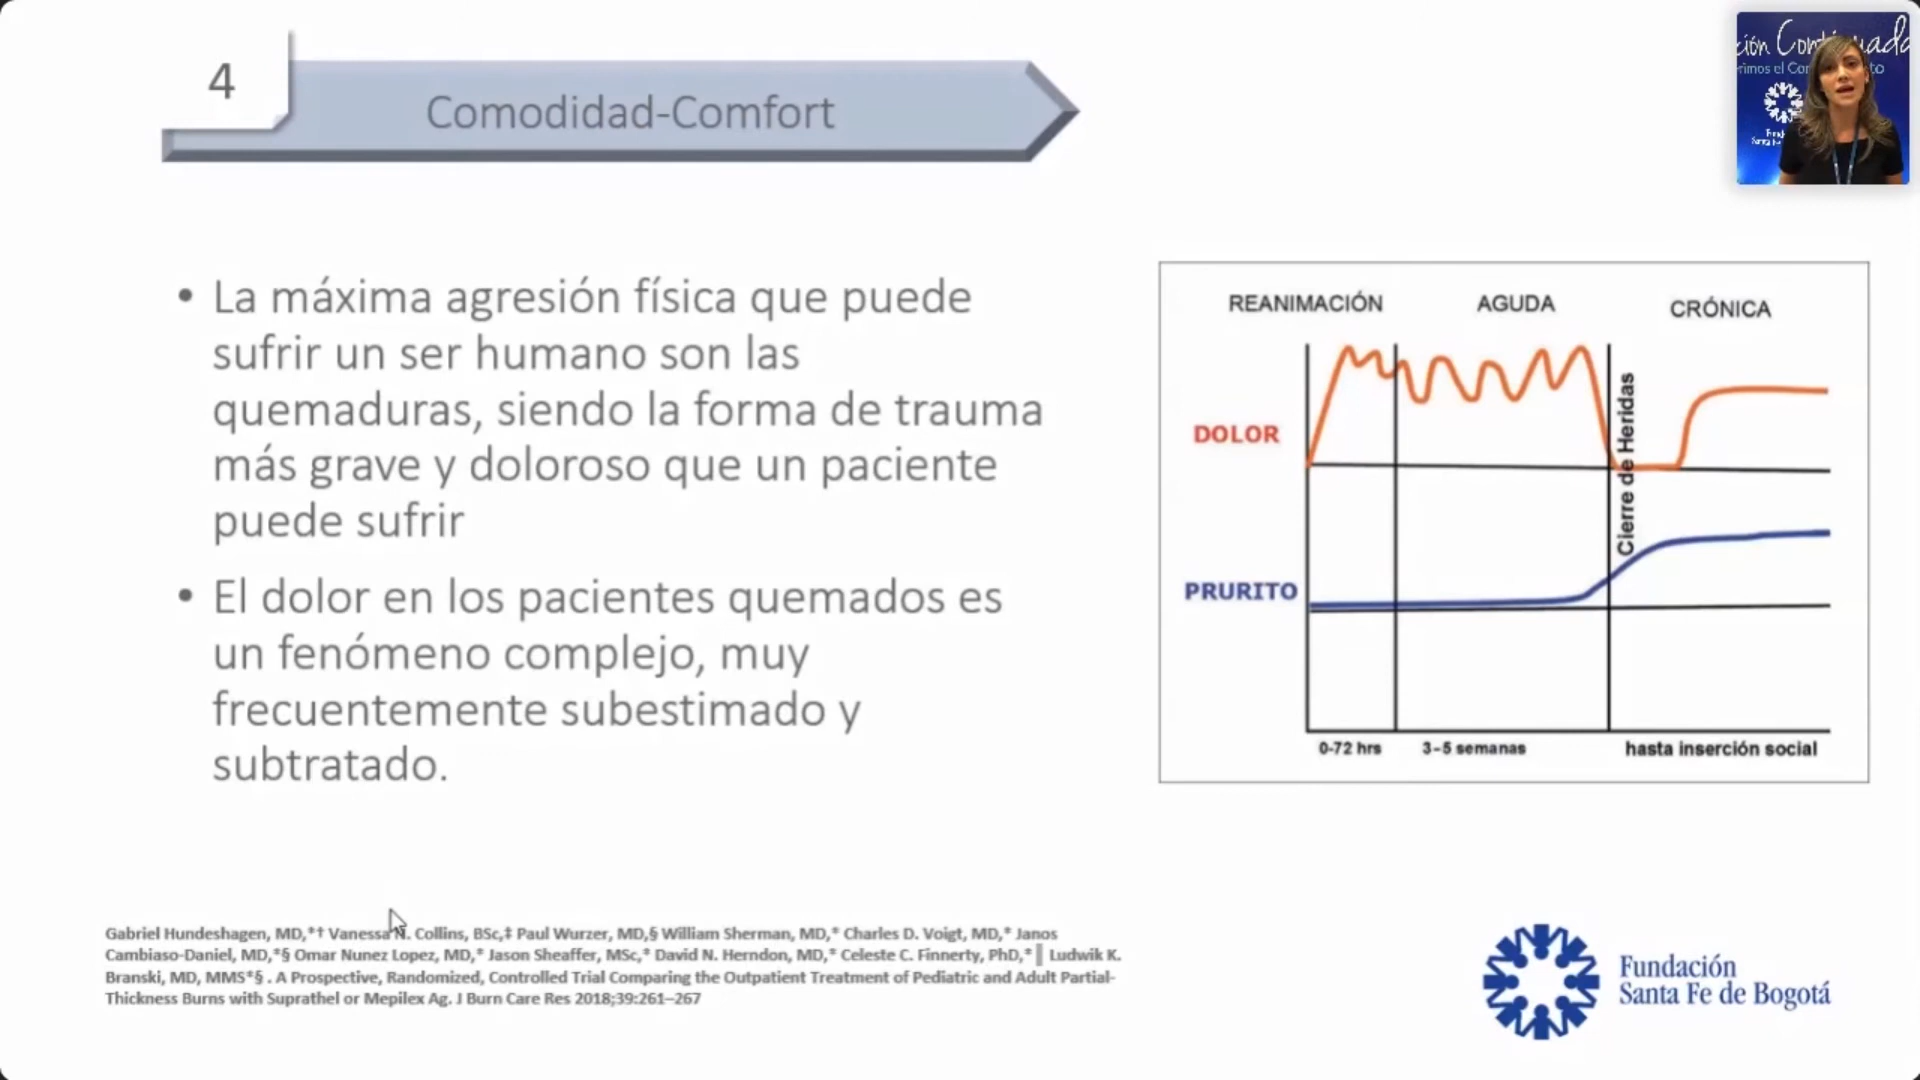 4
Comodidad-Comfort
• La máxima agresión física que puede
sufrir un ser humano son las
quemaduras, siendo la forma de trauma
más grave y doloroso que un paciente
puede sufrir
• El dolor en los pacientes quemados es
un fenómeno complejo, muy
frecuentemente subestimado y
subtratado.
REANIMACIÓN AGUDA CRÓNICA
DOLOR
Cierre de Heridas
PRURITO
0-72 hrs 3-5 semanas hasta inserción social
Gabriel Hundeshagen, MD,*† Vanessa N. Collins, BSc,‡ Paul Wurzer, MD,§ William Sherman, MD,* Charles D. Voigt, MD,* Janos
Cambiaso-Daniel, MD,*§ Omar Nunez Lopez, MD,* Jason Sheaffer, MSc,* David N. Herndon, MD,* Celeste C. Finnerty, PhD,*║ Ludwik K.
Branski, MD, MMS*§ . A Prospective, Randomized, Controlled Trial Comparing the Outpatient Treatment of Pediatric and Adult Partial-
Thickness Burns with Suprathel or Mepilex Ag. J Burn Care Res 2018;39:261–267
Fundación
Santa Fe de Bogotá